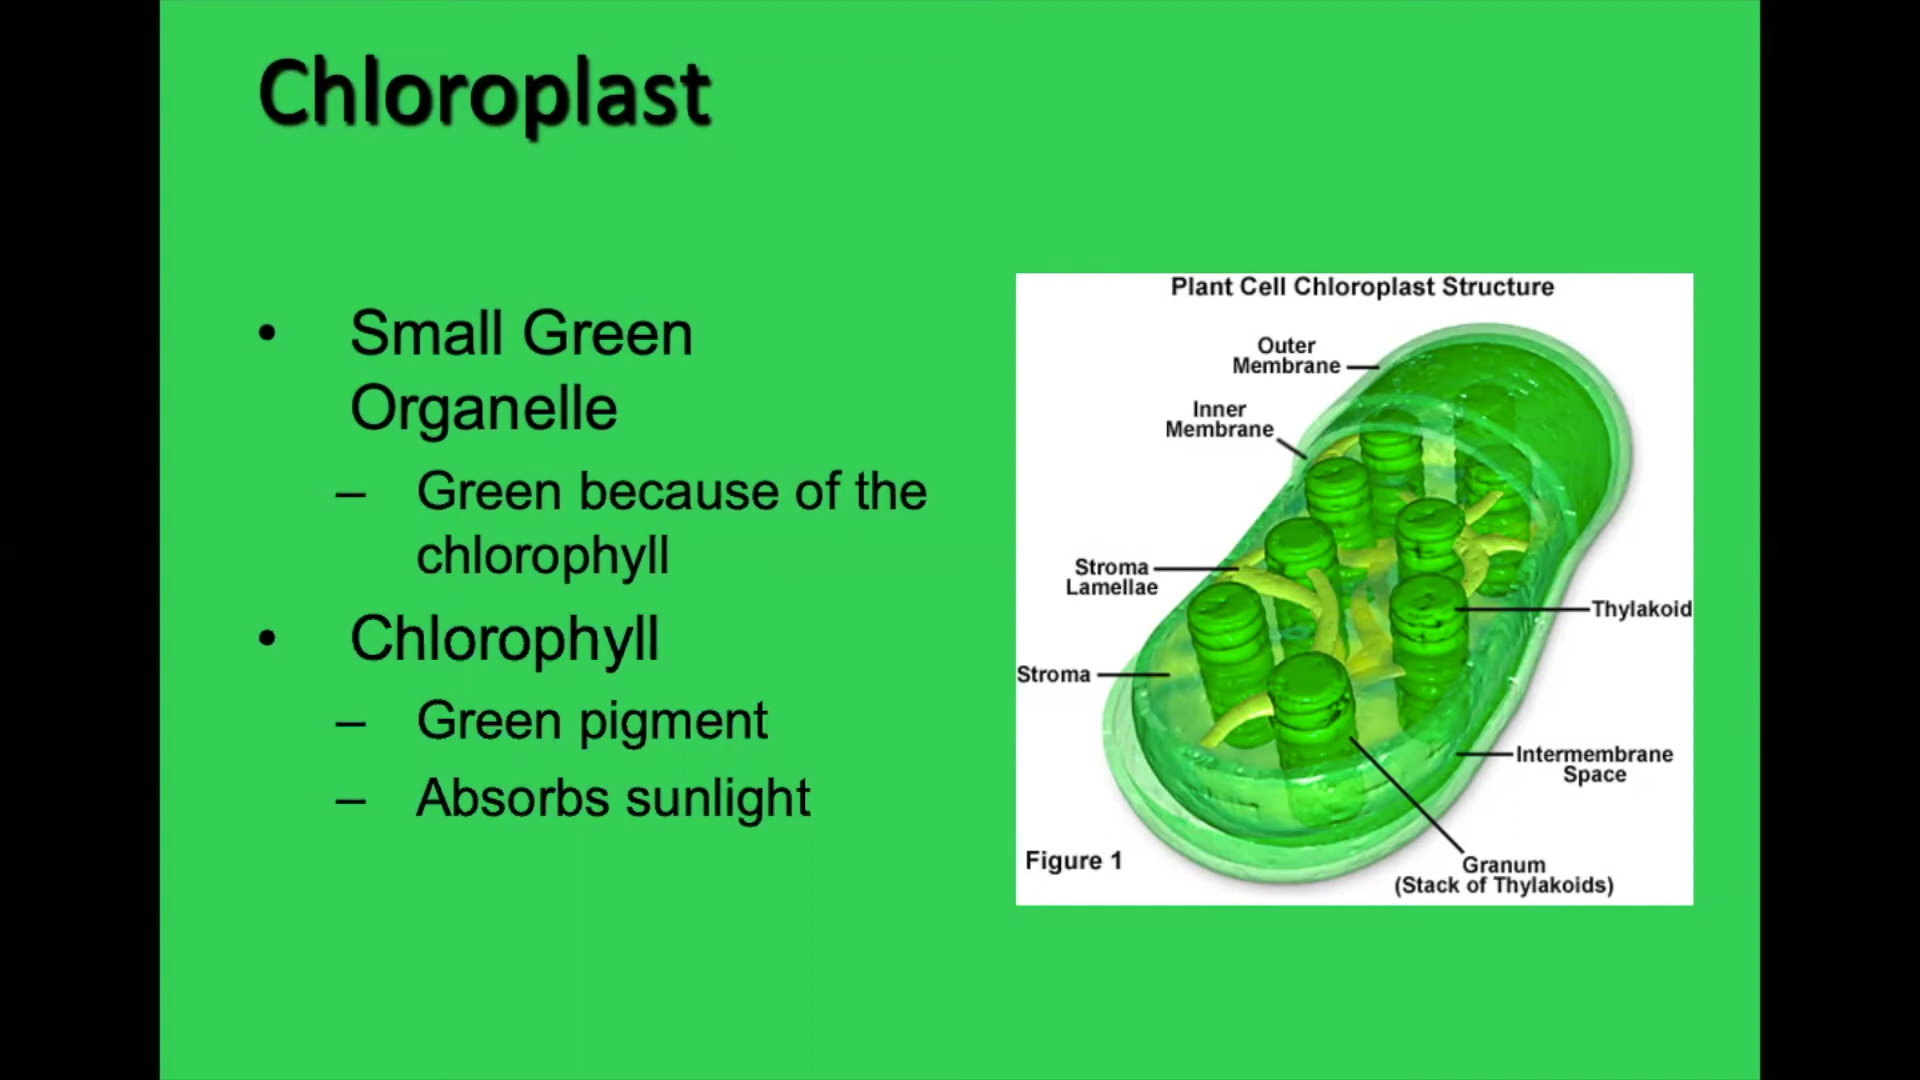 Chloroplast
• Small Green
Organelle
– Green because of the
chlorophyll
• Chlorophyll
– Green pigment
– Absorbs sunlight
Plant Cell Chloroplast Structure
Outer
Membrane
Inner
Membrane
Stroma
Lamellae
Thylakoid
Stroma
Intermembrane
Space
Granum
(Stack of Thylakoids)
Figure 1